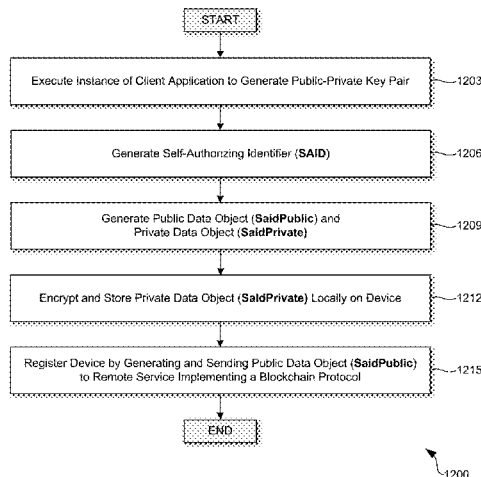 START
Execute Instance of Client Application to Generate Public-Private Key Pair
1203
Generate Self-Authorizing Identifier (SAID)
1206
Generate Public Data Object (SaidPublic) and
Private Data Object (SaidPrivate)
1209
Encrypt and Store Private Data Object (SaidPrivate) Locally on Device
1212
Register Device by Generating and Sending Public Data Object (SaidPublic)
to Remote Service Implementing a Blockchain Protocol
1215
END
1200